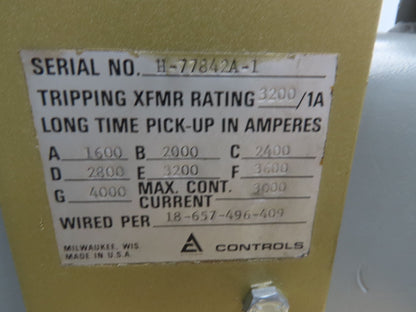 SERIAL NO. H-77842A-1
TRIPPING XFMR RATING 3200/1A
LONG TIME PICK-UP IN AMPERES
A 1600 B 2000 C 2400
D 2800 E 3200 F 3600
G 4000 MAX. CONT. CURRENT 3000
WIRED PER 18-657-496-409
MILWAUKEE, WIS.
MADE IN U.S.A. CONTROLS